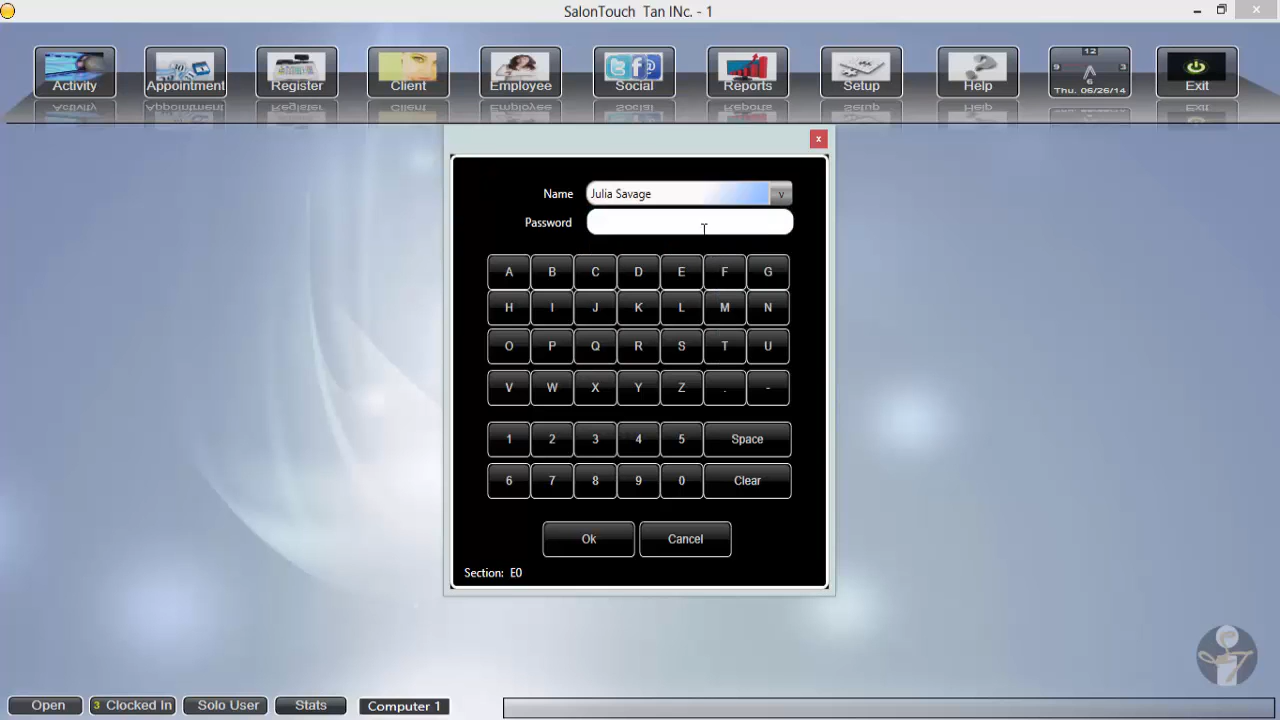 SalonTouch Tan INc. - 1
Activity Appointment Register Client Employee Social Reports Setup Help Exit
12
9 3
6
Thu. 06/26/14
x
Name Julia Savage v
Password
A B C D E F G
H I J K L M N
O P Q R S T U
V W X Y Z . -
1 2 3 4 5 Space
6 7 8 9 0 Clear
Ok Cancel
Section: E0
Open 3 Clocked In Solo User Stats Computer 1